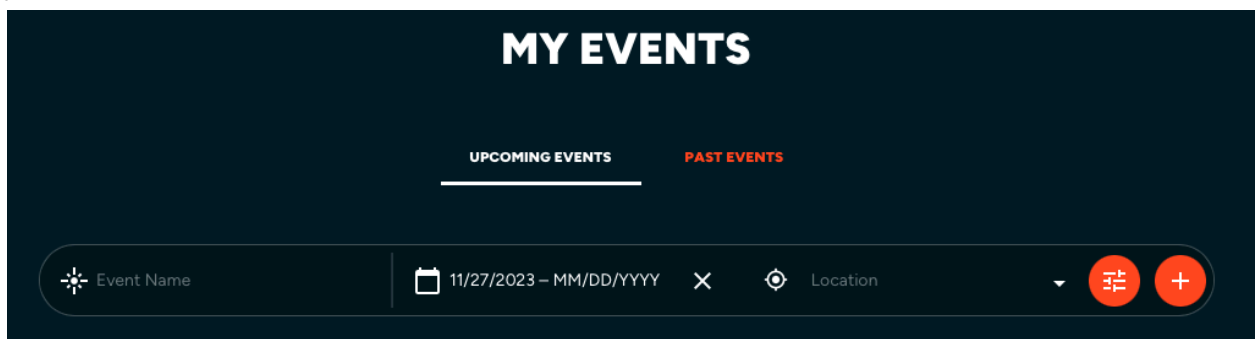 MY EVENTS
UPCOMING EVENTS PAST EVENTS
Event Name 11/27/2023 – MM/DD/YYYY Location